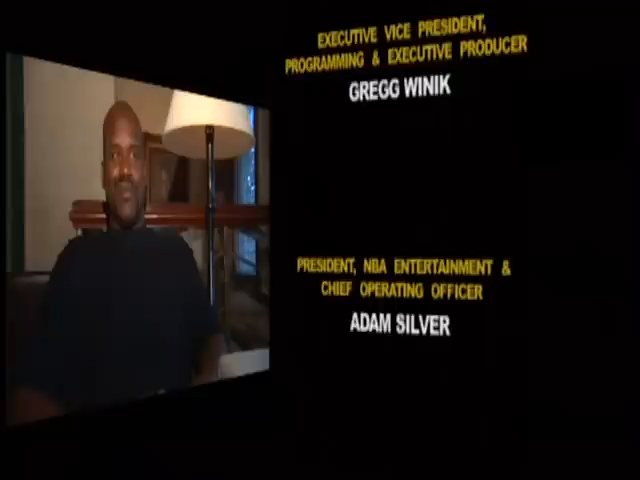 EXECUTIVE VICE PRESIDENT,
PROGRAMMING & EXECUTIVE PRODUCER
GREGG WINIK
PRESIDENT, NBA ENTERTAINMENT &
CHIEF OPERATING OFFICER
ADAM SILVER